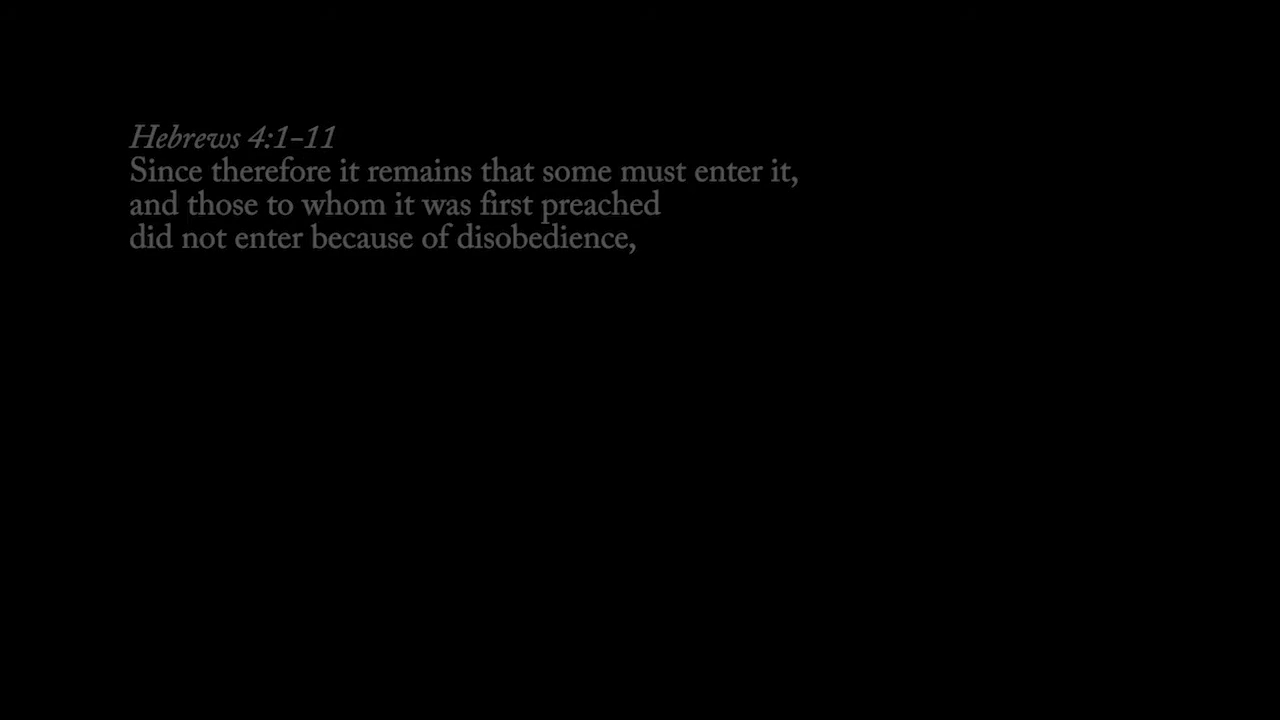 Hebrews 4:1–11
Since therefore it remains that some must enter it,
and those to whom it was first preached
did not enter because of disobedience,